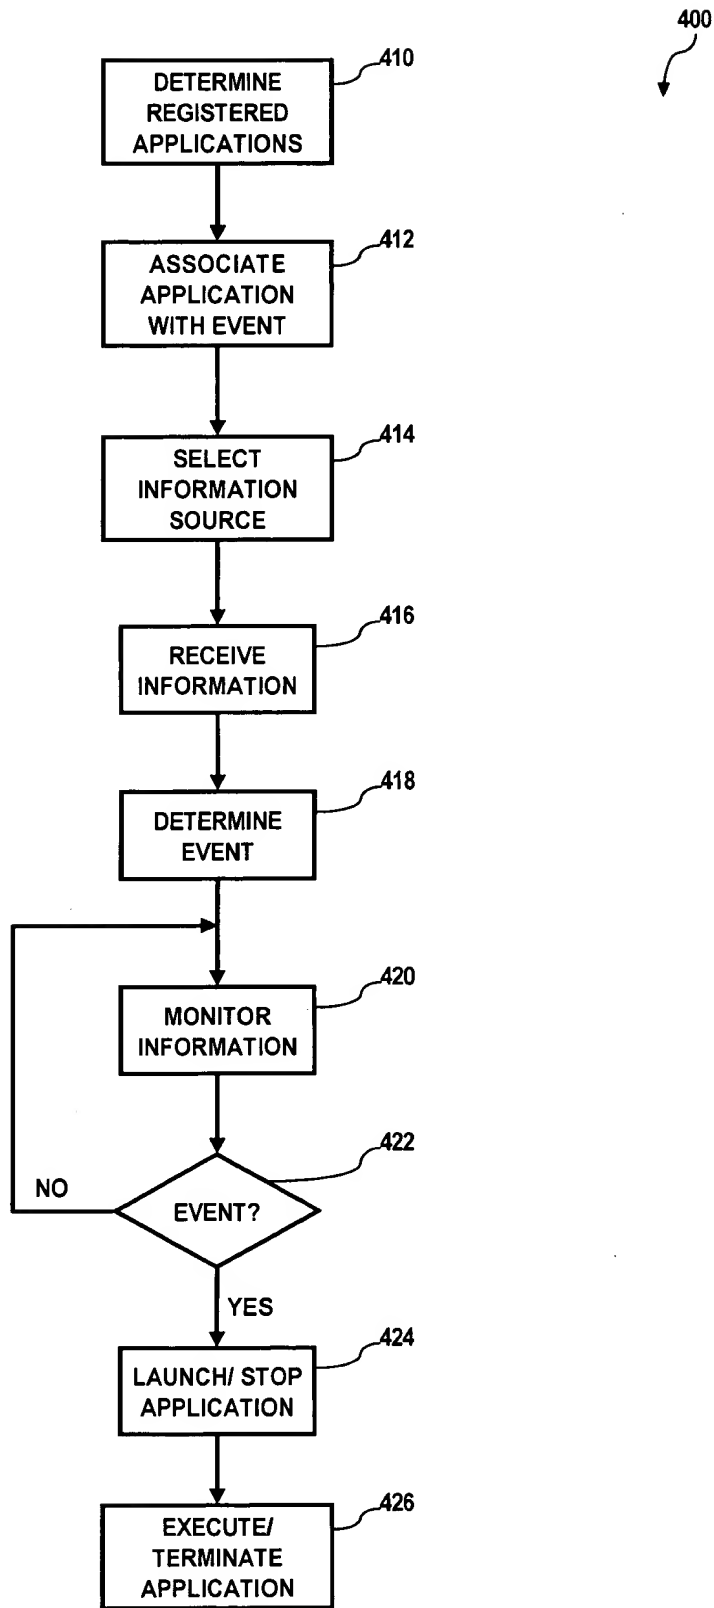 400
410
DETERMINE
REGISTERED
APPLICATIONS
412
ASSOCIATE
APPLICATION
WITH EVENT
414
SELECT
INFORMATION
SOURCE
416
RECEIVE
INFORMATION
418
DETERMINE
EVENT
420
MONITOR
INFORMATION
422
NO
EVENT?
YES
424
LAUNCH/ STOP
APPLICATION
426
EXECUTE/
TERMINATE
APPLICATION